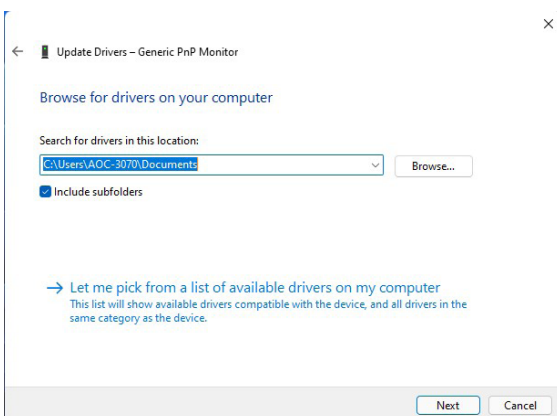 Update Drivers – Generic PnP Monitor
Browse for drivers on your computer
Search for drivers in this location:
C:\Users\AOC-3070\Documents
Browse...
Include subfolders
Let me pick from a list of available drivers on my computer
This list will show available drivers compatible with the device, and all drivers in the
same category as the device.
Next
Cancel